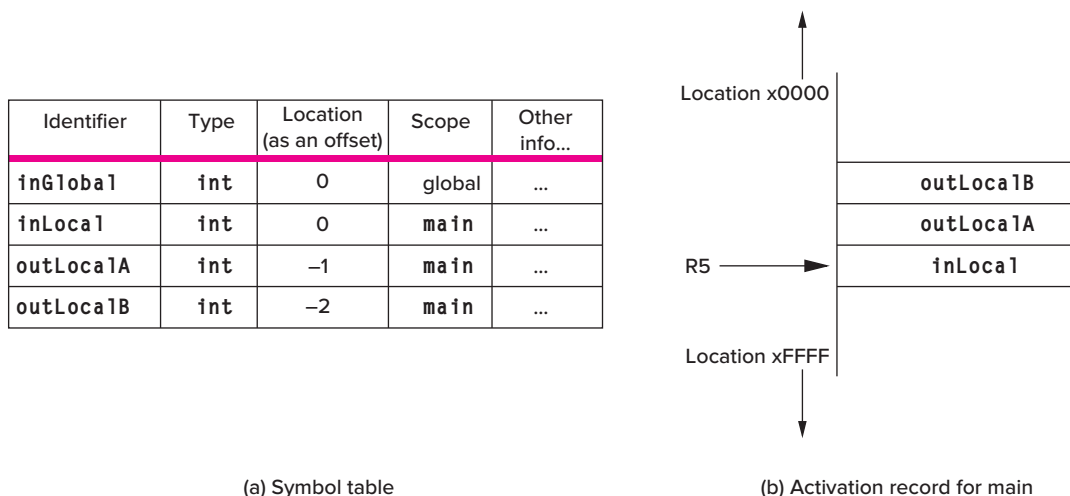 Identifier Type Location (as an offset) Scope Other info...
inGlobal int 0 global ...
inLocal int 0 main ...
outLocalA int –1 main ...
outLocalB int –2 main ...
(a) Symbol table
Location x0000
outLocalB
outLocalA
R5 inLocal
Location xFFFF
(b) Activation record for main